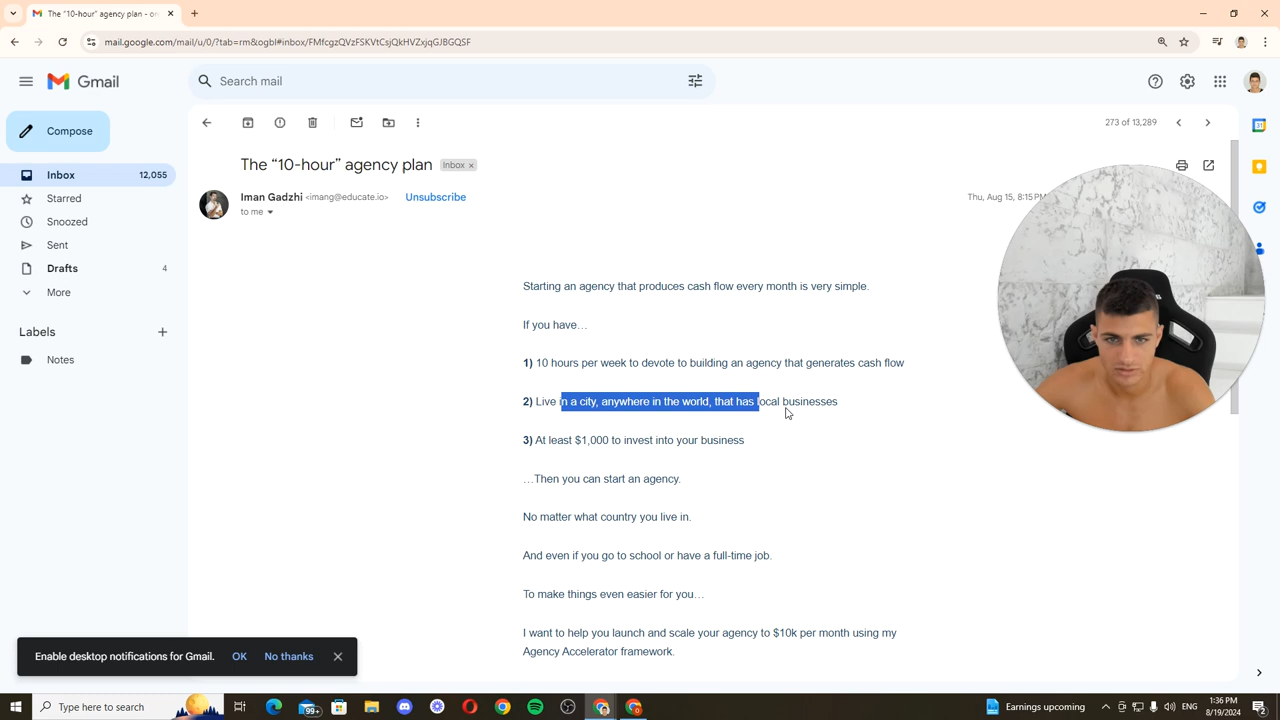 The "10-hour" agency plan - or
mail.google.com/mail/u/0/?tab=rm&ogbl#inbox/FMfcgzQVzFSKVtCsjQkHVZxjqGJBGQSF
Gmail
Search mail
Compose
273 of 13,289
The “10-hour” agency plan
Inbox ×
Inbox 12,055
Starred
Snoozed
Sent
Drafts 4
More
Labels
Notes
Iman Gadzhi <imang@educate.io> Unsubscribe
to me
Thu, Aug 15, 8:15 PM
Starting an agency that produces cash flow every month is very simple.
If you have…
1) 10 hours per week to devote to building an agency that generates cash flow
2) Live in a city, anywhere in the world, that has local businesses
3) At least $1,000 to invest into your business
…Then you can start an agency.
No matter what country you live in.
And even if you go to school or have a full-time job.
To make things even easier for you…
I want to help you launch and scale your agency to $10k per month using my
Agency Accelerator framework.
Enable desktop notifications for Gmail. OK No thanks
Type here to search
99+
Earnings upcoming
ENG
1:36 PM
8/19/2024
2